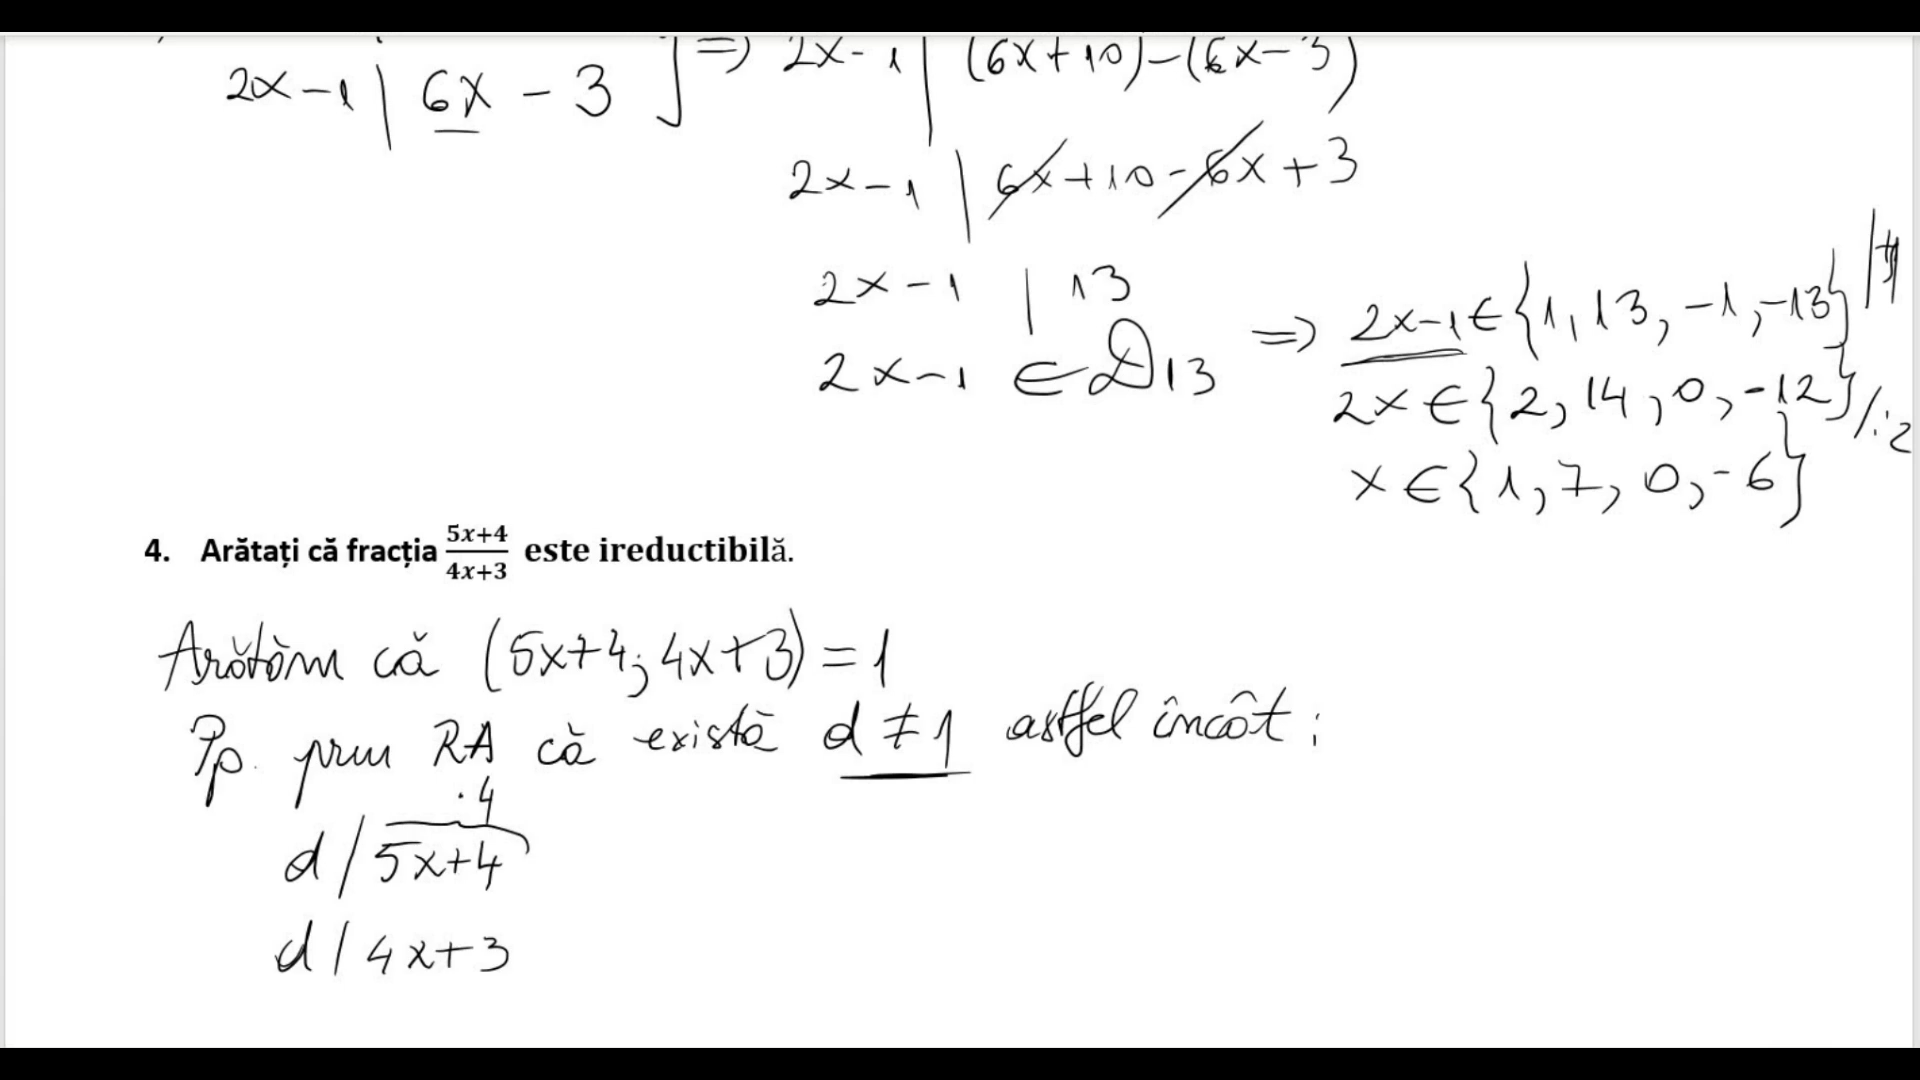 2x-1 | 6x - 3 ] => 2x-1 | (6x+10)-(6x-3)
2x-1 | 6x+10-6x+3
2x-1 | 13
2x-1 ∈ D13 => 2x-1 ∈ {1, 13, -1, -13}
2x ∈ {2, 14, 0, -12} /:2
x ∈ {1, 7, 0, -6}
4. Arătați că fracția (5x+4)/(4x+3) este ireductibilă.
Arătăm că (5x+4; 4x+3) = 1
Pp. prin RA că există d ≠ 1 astfel încât :
·4
d / 5x+4
d / 4x+3